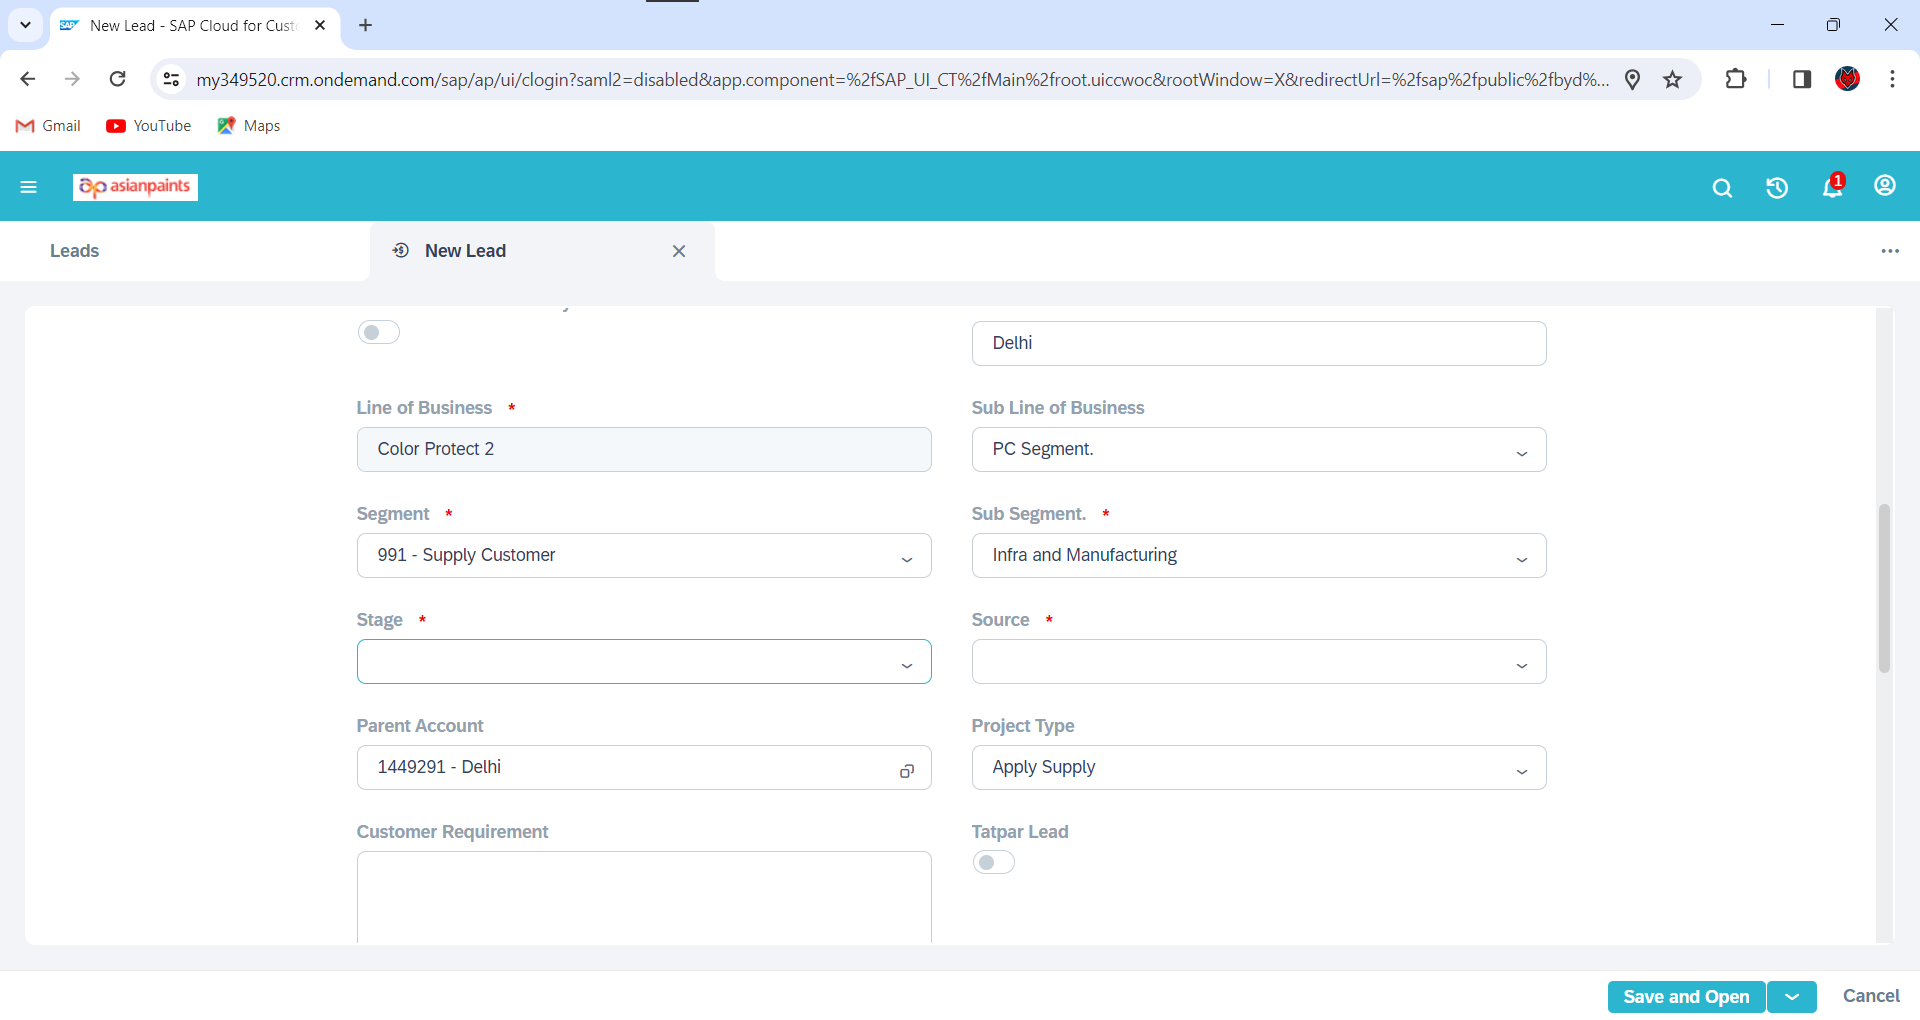 SAP New Lead - SAP Cloud for Cust
my349520.crm.ondemand.com/sap/ap/ui/clogin?saml2=disabled&app.component=%2fSAP_UI_CT%2fMain%2froot.uiccwoc&rootWindow=X&redirectUrl=%2fsap%2fpublic%2fbyd%...
Gmail YouTube Maps
asianpaints 1
Leads New Lead
Delhi
Line of Business * Sub Line of Business
Color Protect 2 PC Segment.
Segment * Sub Segment. *
991 - Supply Customer Infra and Manufacturing
Stage * Source *
Parent Account Project Type
1449291 - Delhi Apply Supply
Customer Requirement Tatpar Lead
Save and Open Cancel